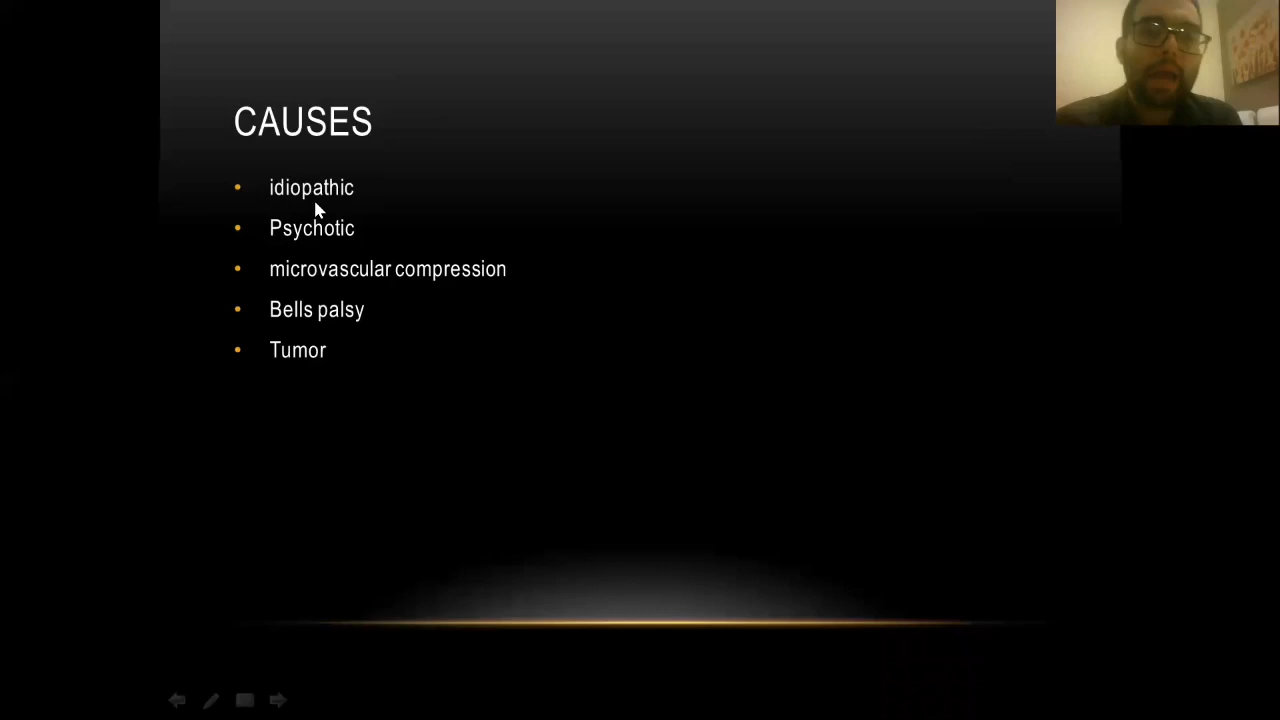 CAUSES
idiopathic
Psychotic
microvascular compression
Bells palsy
Tumor